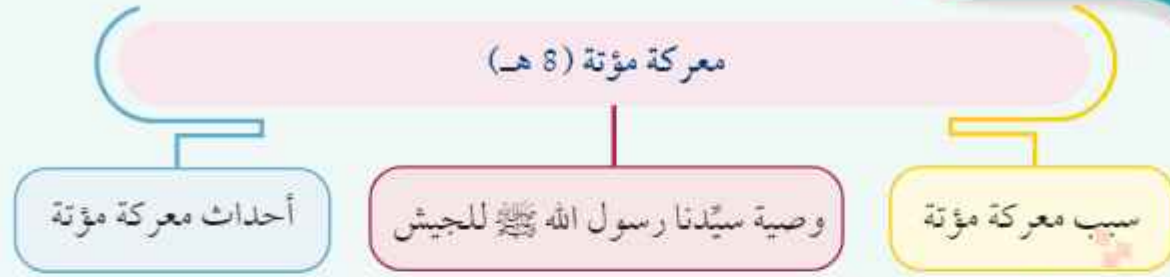 معركة مؤتة (8 هـ)
سبب معركة مؤتة
وصية سيِّدنا رسول الله ﷺ للجيش
أحداث معركة مؤتة